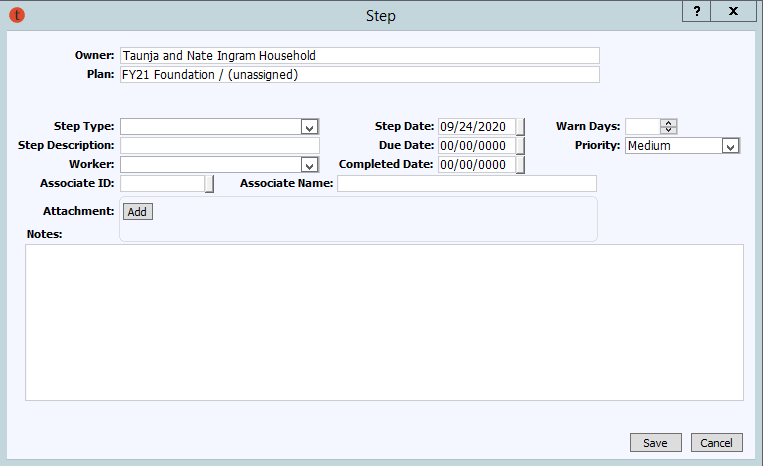 t Step ? x
Owner: Taunja and Nate Ingram Household
Plan: FY21 Foundation / (unassigned)
Step Type: Step Date: 09/24/2020 Warn Days:
Step Description: Due Date: 00/00/0000 Priority: Medium
Worker: Completed Date: 00/00/0000
Associate ID: Associate Name:
Attachment: Add
Notes:
Save Cancel